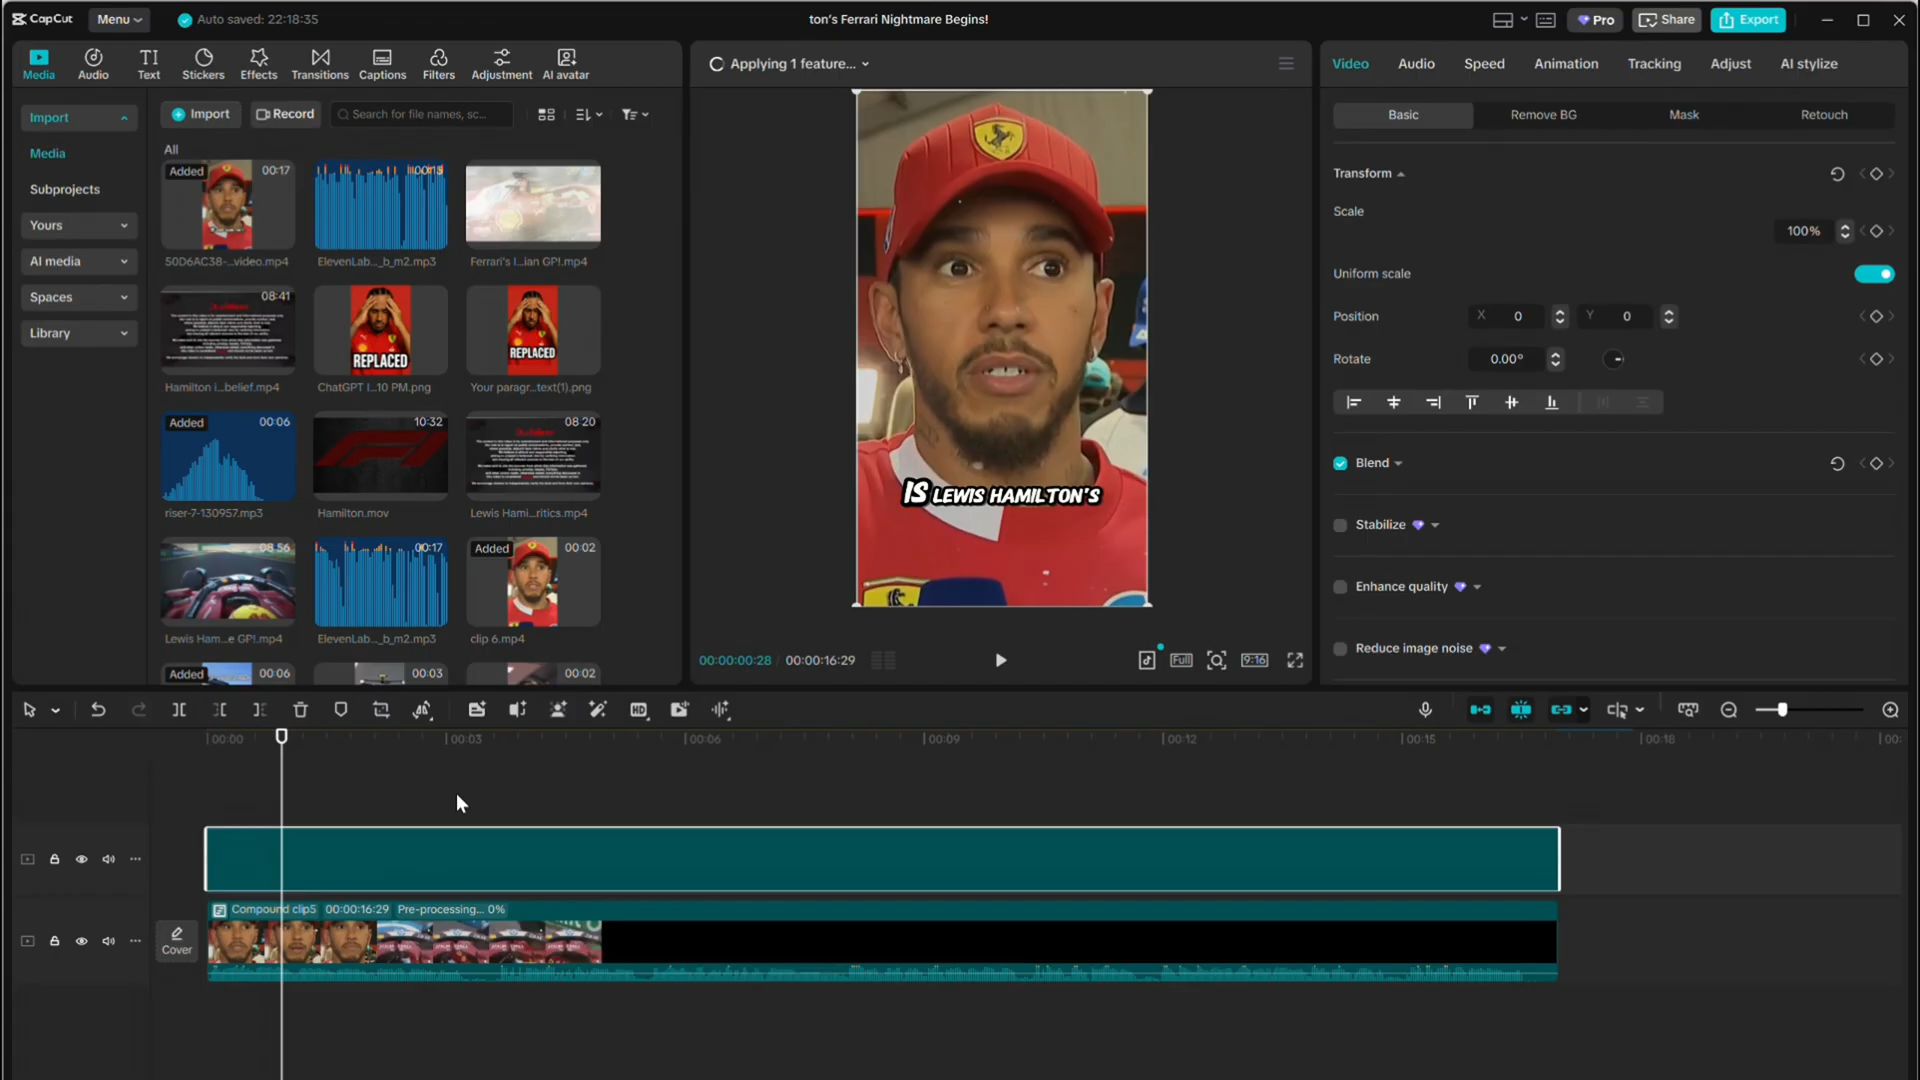 CapCut
Menu
Auto saved: 22:18:35
ton's Ferrari Nightmare Begins!
Pro
Share
Export
Media
Audio
Text
Stickers
Effects
Transitions
Captions
Filters
Adjustment
AI avatar
Import
Media
Subprojects
Yours
AI media
Spaces
Library
Import
Record
Search for file names, sc...
All
Added
00:17
00:13
50D6AC38-...video.mp4
ElevenLab..._b_m2.mp3
Ferrari's I...ian GP!.mp4
08:41
REPLACED
REPLACED
Hamilton i...belief.mp4
ChatGPT I...10 PM.png
Your paragr...text(1).png
Added
00:06
10:32
08:20
riser-7-130957.mp3
Hamilton.mov
Lewis Hami...ritics.mp4
08:56
00:17
Added
00:02
Lewis Ham...e GP!.mp4
ElevenLab..._b_m2.mp3
clip 6.mp4
Added
00:06
00:03
00:02
Applying 1 feature...
IS LEWIS HAMILTON'S
00:00:00:28 / 00:00:16:29
Full
9:16
Video
Audio
Speed
Animation
Tracking
Adjust
AI stylize
Basic
Remove BG
Mask
Retouch
Transform
Scale
100%
Uniform scale
Position
X 0
Y 0
Rotate
0.00°
Blend
Stabilize
Enhance quality
Reduce image noise
HD
00:00
00:03
00:06
00:09
00:12
00:15
00:18
00:
Cover
Compound clip5 00:00:16:29 Pre-processing... 0%